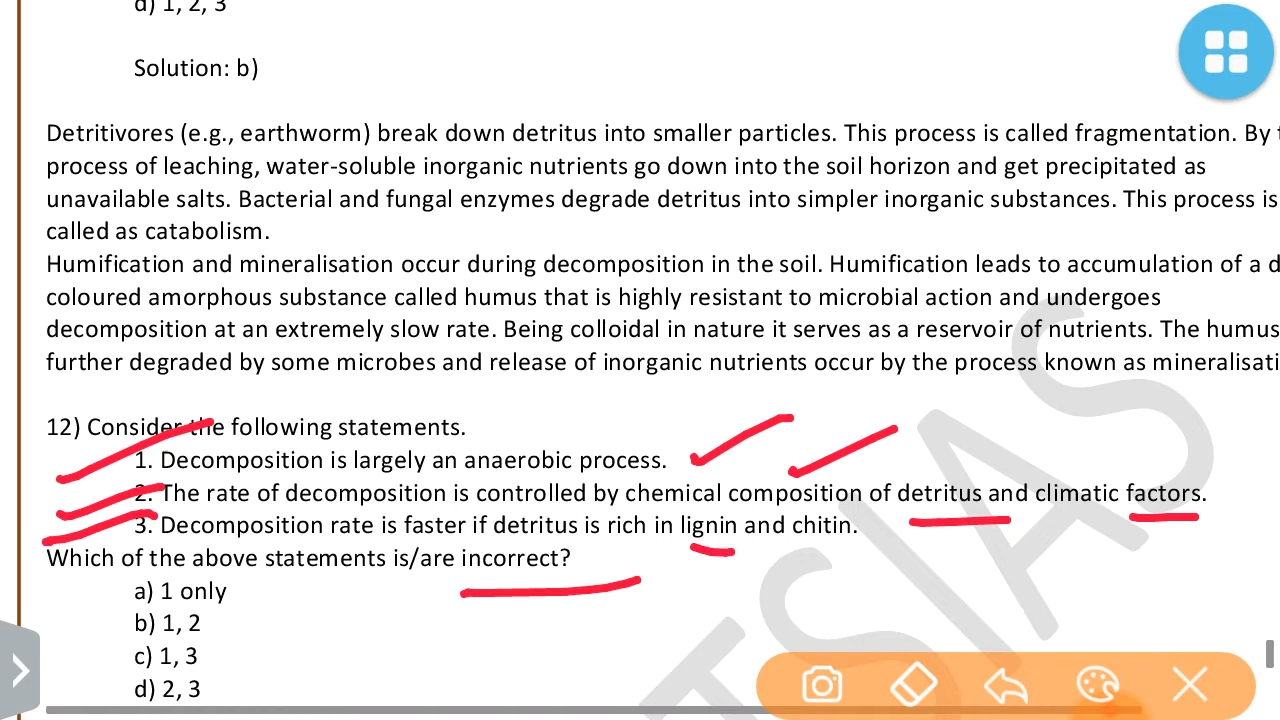 d) 1, 2, 3
Solution: b)
Detritivores (e.g., earthworm) break down detritus into smaller particles. This process is called fragmentation. By
process of leaching, water-soluble inorganic nutrients go down into the soil horizon and get precipitated as
unavailable salts. Bacterial and fungal enzymes degrade detritus into simpler inorganic substances. This process is
called as catabolism.
Humification and mineralisation occur during decomposition in the soil. Humification leads to accumulation of a
coloured amorphous substance called humus that is highly resistant to microbial action and undergoes
decomposition at an extremely slow rate. Being colloidal in nature it serves as a reservoir of nutrients. The humus
further degraded by some microbes and release of inorganic nutrients occur by the process known as mineralisati
12) Consider the following statements.
1. Decomposition is largely an anaerobic process.
2. The rate of decomposition is controlled by chemical composition of detritus and climatic factors.
3. Decomposition rate is faster if detritus is rich in lignin and chitin.
Which of the above statements is/are incorrect?
a) 1 only
b) 1, 2
c) 1, 3
d) 2, 3
TSIAS